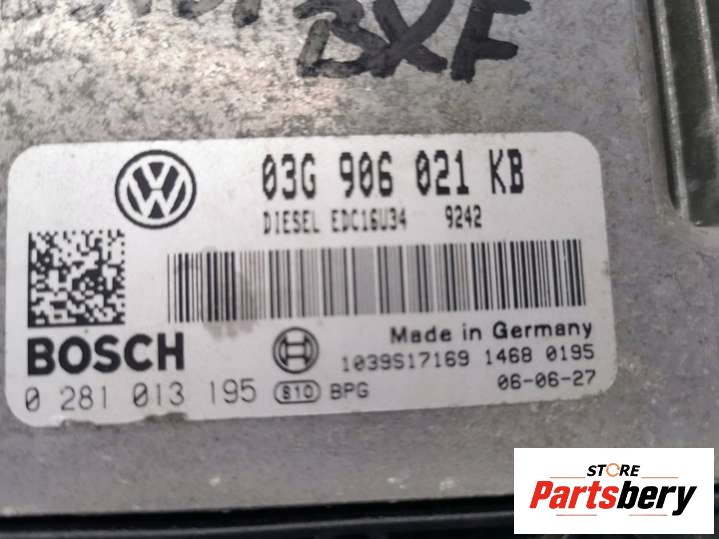 BXF
03G 906 021 KB
DIESEL EDC16U34 9242
Made in Germany
BOSCH
1039S17169 1468 0195
0 281 013 195 S10 BPG 06-06-27
STORE
Partsbery